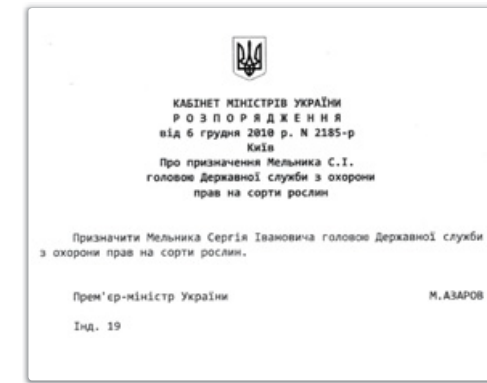 КАБІНЕТ МІНІСТРІВ УКРАЇНИ
Р О З П О Р Я Д Ж Е Н Н Я
від 6 грудня 2010 р. N 2185-р
Київ
Про призначення Мельника С.І.
головою Державної служби з охорони
прав на сорти рослин
Призначити Мельника Сергія Івановича головою Державної служби
з охорони прав на сорти рослин.
Прем'єр-міністр України М.АЗАРОВ
Інд. 19